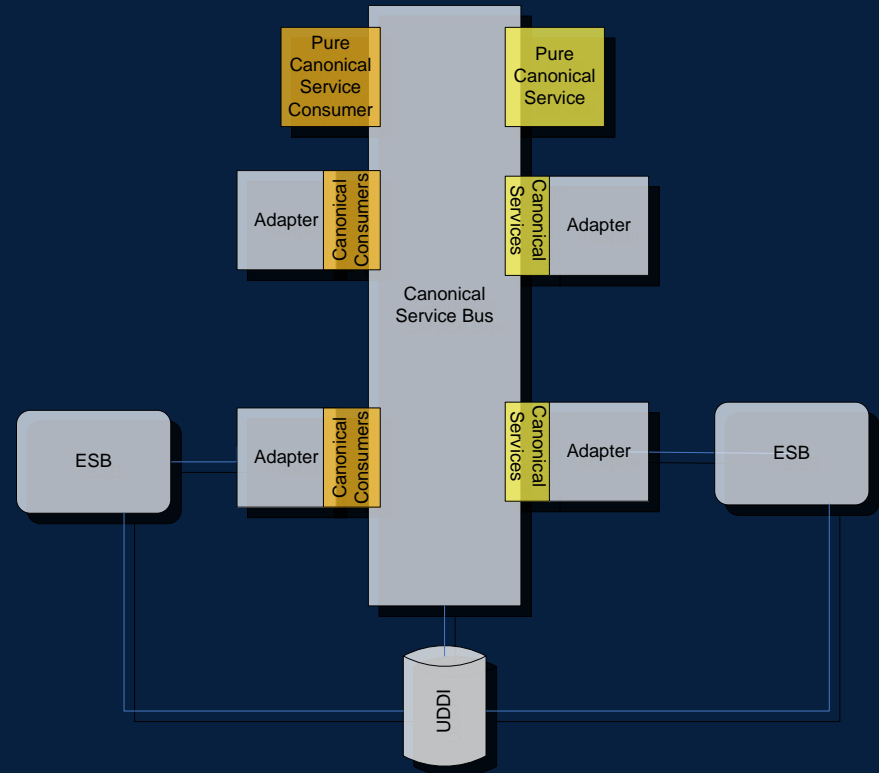 Pure
Canonical
Service
Consumer
Pure
Canonical
Service
Adapter
Canonical
Consumers
Canonical
Services
Adapter
Canonical
Service Bus
ESB
Adapter
Canonical
Consumers
Canonical
Services
Adapter
ESB
UDDI